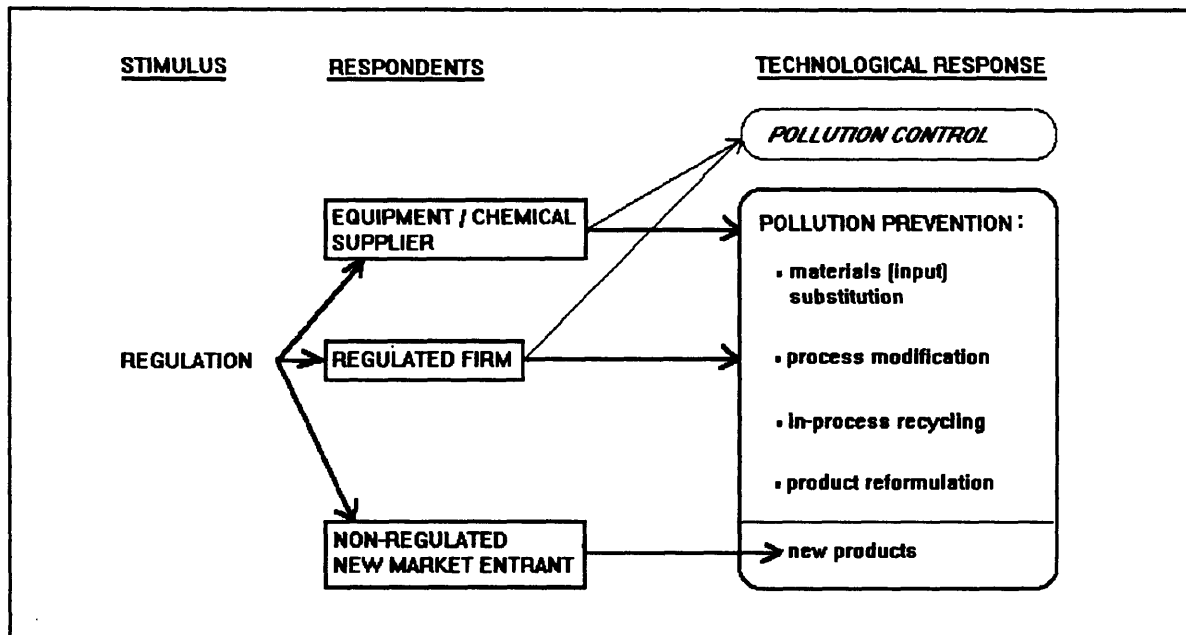 STIMULUS RESPONDENTS TECHNOLOGICAL RESPONSE
POLLUTION CONTROL
EQUIPMENT / CHEMICAL
SUPPLIER
POLLUTION PREVENTION:
• materials (input)
substitution
REGULATION
REGULATED FIRM
• process modification
• in-process recycling
• product reformulation
NON-REGULATED
NEW MARKET ENTRANT
new products